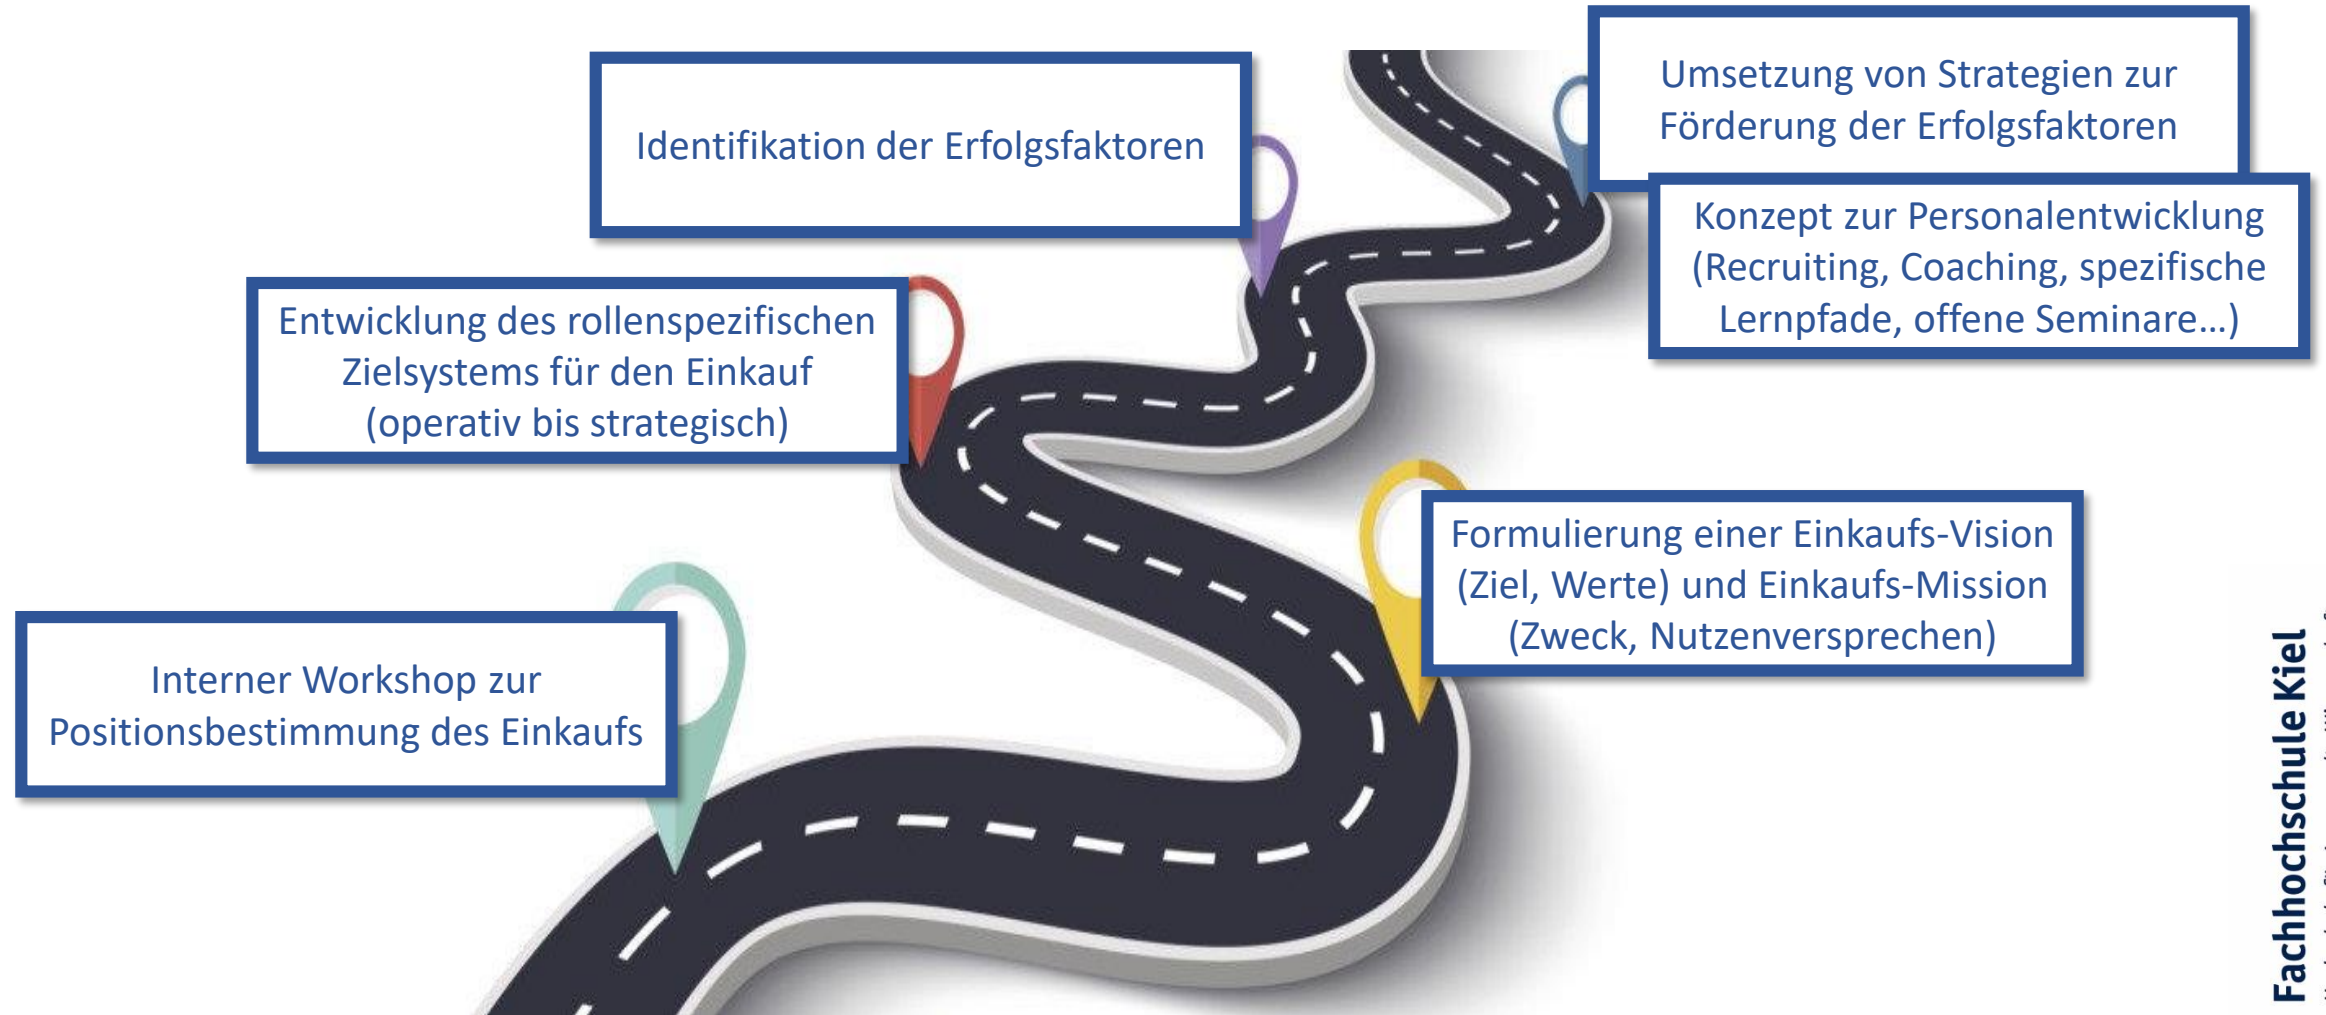 Umsetzung von Strategien zur
Förderung der Erfolgsfaktoren
Identifikation der Erfolgsfaktoren
Konzept zur Personalentwicklung
(Recruiting, Coaching, spezifische
Lernpfade, offene Seminare…)
Entwicklung des rollenspezifischen
Zielsystems für den Einkauf
(operativ bis strategisch)
Formulierung einer Einkaufs-Vision
(Ziel, Werte) und Einkaufs-Mission
(Zweck, Nutzenversprechen)
Interner Workshop zur
Positionsbestimmung des Einkaufs
Fachhochschule Kiel